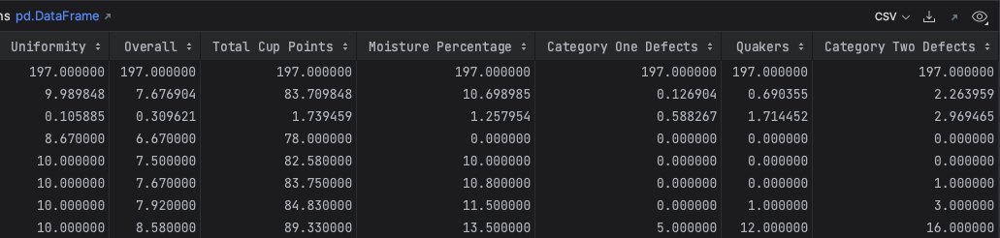 ns pd.DataFrame ↗ CSV
Uniformity Overall Total Cup Points Moisture Percentage Category One Defects Quakers Category Two Defects
197.000000 197.000000 197.000000 197.000000 197.000000 197.000000 197.000000
9.989848 7.676904 83.709848 10.698985 0.126904 0.690355 2.263959
0.105885 0.309621 1.739459 1.257954 0.588267 1.714452 2.969465
8.670000 6.670000 78.000000 0.000000 0.000000 0.000000 0.000000
10.000000 7.500000 82.580000 10.000000 0.000000 0.000000 0.000000
10.000000 7.670000 83.750000 10.800000 0.000000 0.000000 1.000000
10.000000 7.920000 84.830000 11.500000 0.000000 1.000000 3.000000
10.000000 8.580000 89.330000 13.500000 5.000000 12.000000 16.000000